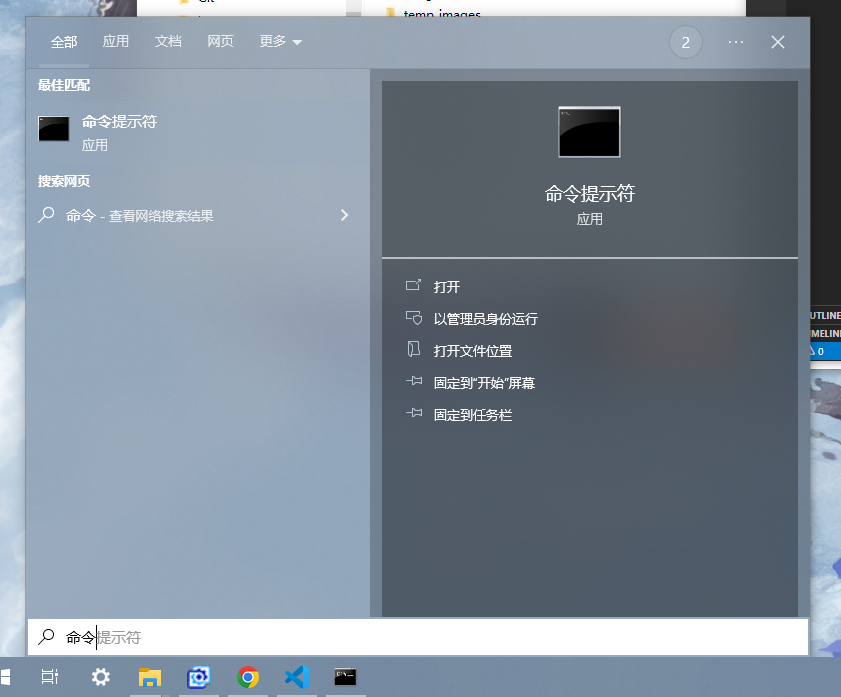 temp_images
全部 应用 文档 网页 更多 2 ···
最佳匹配
命令提示符
应用
搜索网页
命令 - 查看网络搜索结果
命令提示符
应用
打开
以管理员身份运行
打开文件位置
固定到"开始"屏幕
固定到任务栏
UTLINE
MELIN
0
命令提示符